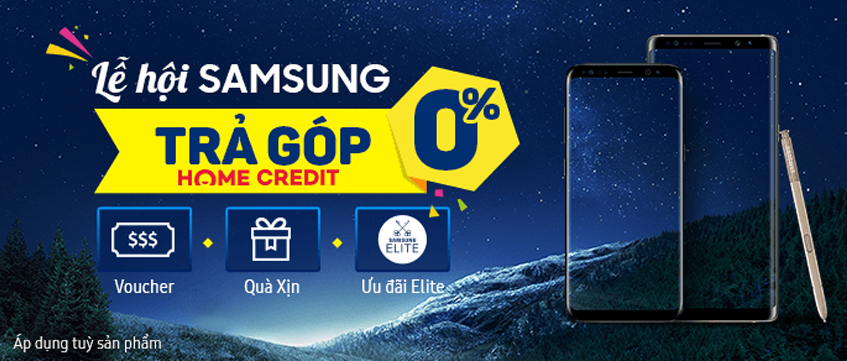 Lễ hội SAMSUNG
TRẢ GÓP 0%
HOME CREDIT
$$$
SAMSUNG
ELITE
Voucher
Quà Xịn
Ưu đãi Elite
Áp dụng tuỳ sản phẩm